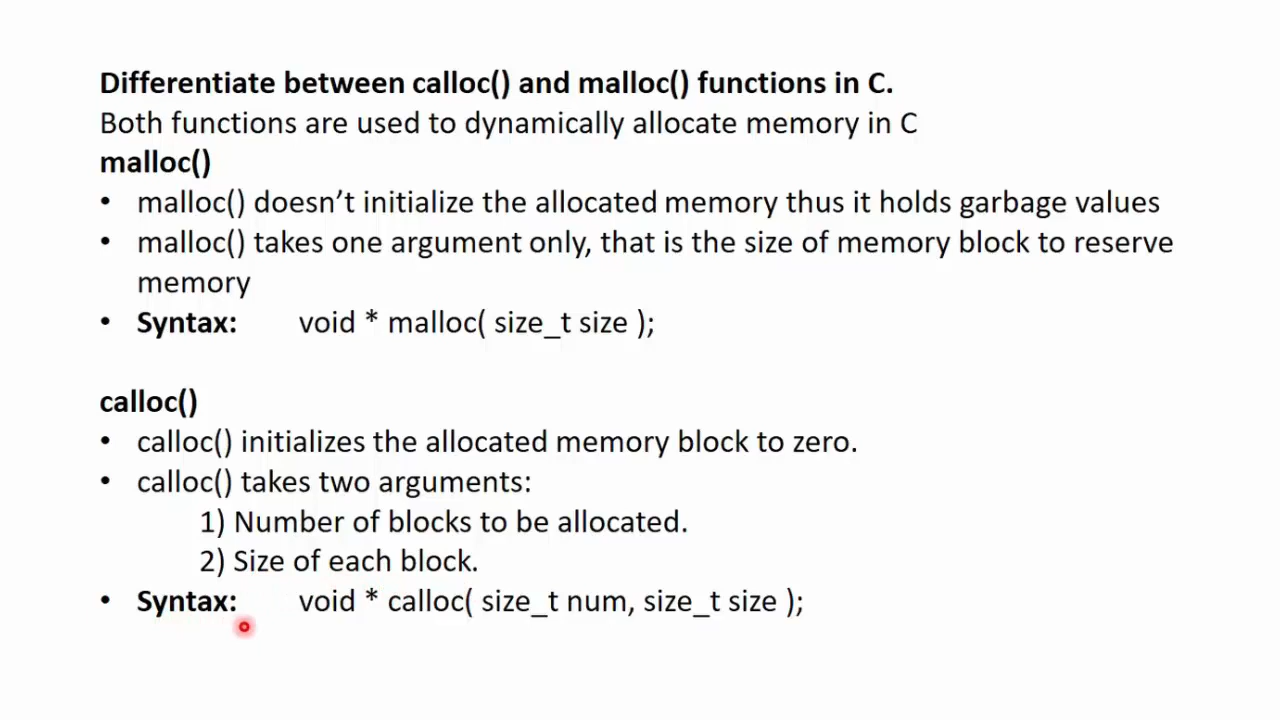 Differentiate between calloc() and malloc() functions in C.
Both functions are used to dynamically allocate memory in C
malloc()
• malloc() doesn’t initialize the allocated memory thus it holds garbage values
• malloc() takes one argument only, that is the size of memory block to reserve
memory
• Syntax: void * malloc( size_t size );
calloc()
• calloc() initializes the allocated memory block to zero.
• calloc() takes two arguments:
1) Number of blocks to be allocated.
2) Size of each block.
• Syntax: void * calloc( size_t num, size_t size );